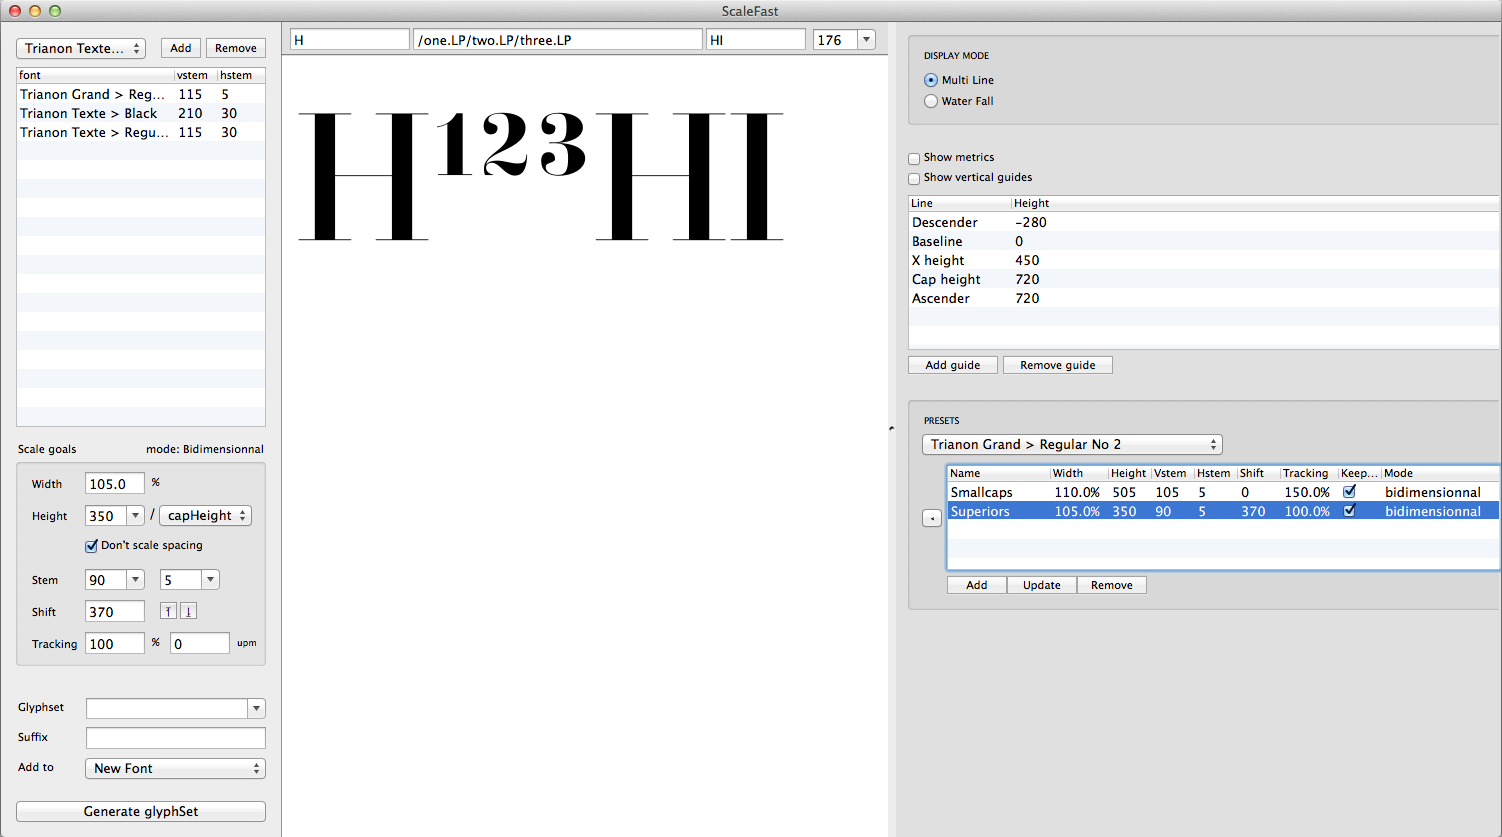 ScaleFast
Trianon Texte... Add Remove
font vstem hstem
Trianon Grand > Reg... 115 5
Trianon Texte > Black 210 30
Trianon Texte > Regu... 115 30
Scale goals mode: Bidimensionnal
Width 105.0 %
Height 350 / capHeight
Don't scale spacing
Stem 90 5
Shift 370
Tracking 100 % 0 upm
Glyphset
Suffix
Add to New Font
Generate glyphSet
H /one.LP/two.LP/three.LP HI 176
H123HI
DISPLAY MODE
Multi Line
Water Fall
Show metrics
Show vertical guides
Line Height
Descender -280
Baseline 0
X height 450
Cap height 720
Ascender 720
Add guide Remove guide
PRESETS
Trianon Grand > Regular No 2
Name Width Height Vstem Hstem Shift Tracking Keep... Mode
Smallcaps 110.0% 505 105 5 0 150.0% bidimensionnal
Superiors 105.0% 350 90 5 370 100.0% bidimensionnal
Add Update Remove